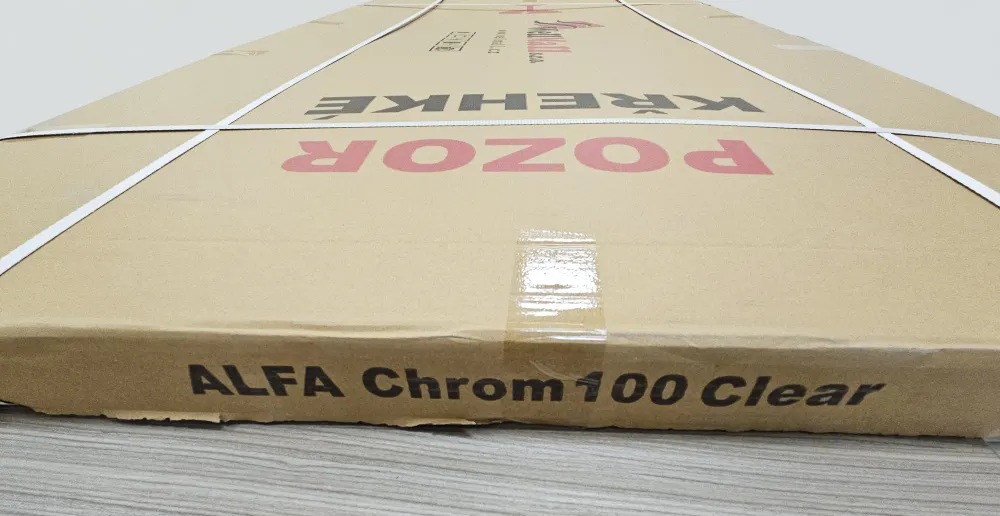 KŘEHKÉ
POZOR
ALFA Chrom 100 Clear